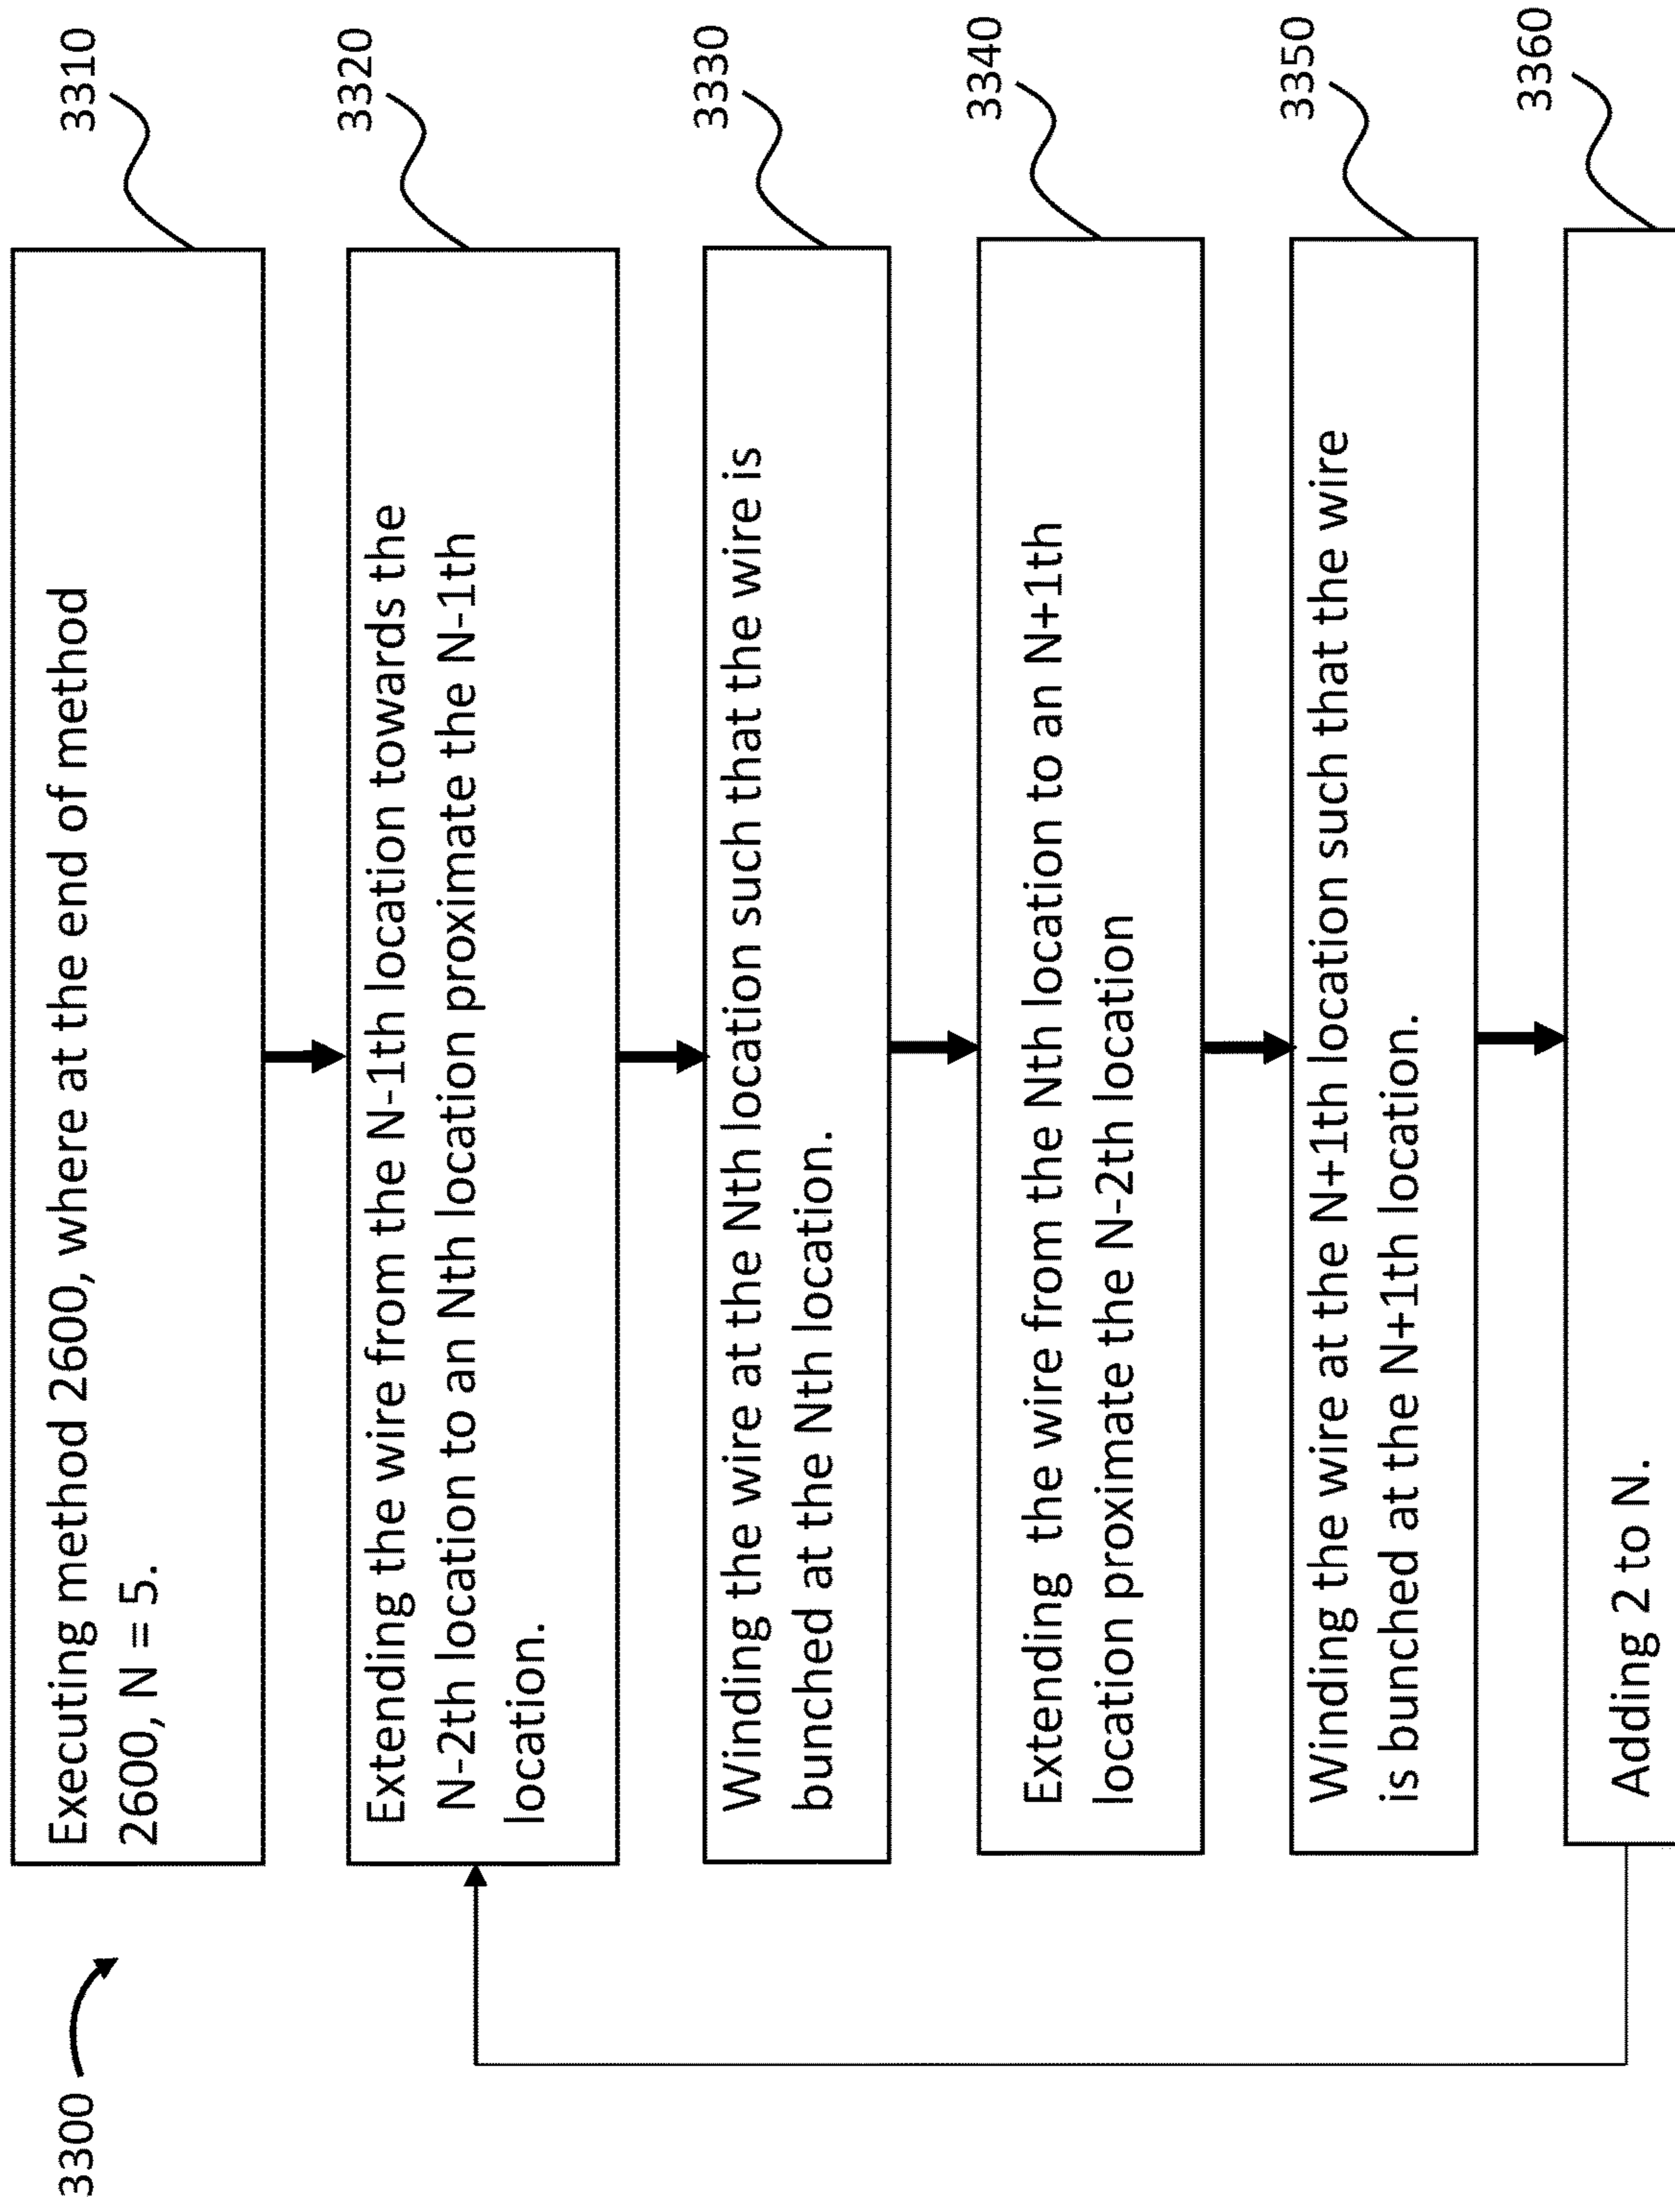 3300
3310
Executing method 2600, where at the end of method
2600, N = 5.
3320
Extending the wire from the N-1th location towards the
N-2th location to an Nth location proximate the N-1th
location.
3330
Winding the wire at the Nth location such that the wire is
bunched at the Nth location.
3340
Extending the wire from the Nth location to an N+1th
location proximate the N-2th location
3350
Winding the wire at the N+1th location such that the wire
is bunched at the N+1th location.
3360
Adding 2 to N.